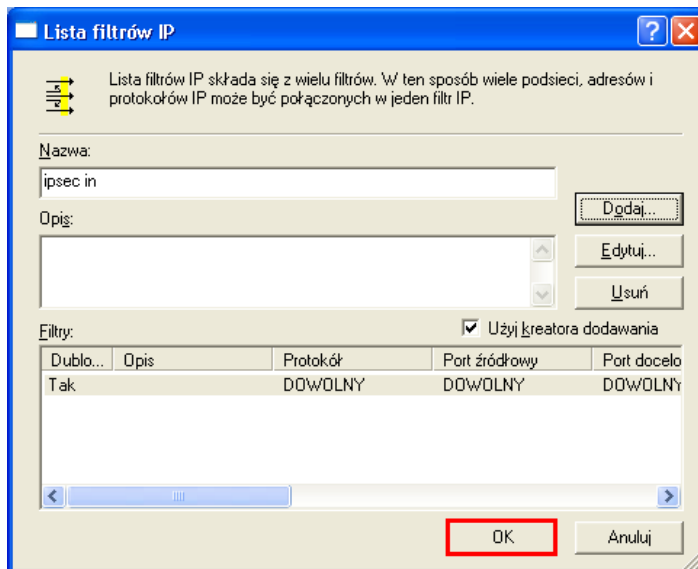 Lista filtrów IP
Lista filtrów IP składa się z wielu filtrów. W ten sposób wiele podsieci, adresów i
protokołów IP może być połączonych w jeden filtr IP.
Nazwa:
ipsec in
Dodaj...
Opis:
Edytuj...
Usuń
Filtry:
Użyj kreatora dodawania
Dublo... Opis Protokół Port źródłowy Port docelo
Tak DOWOLNY DOWOLNY DOWOLNY
OK Anuluj